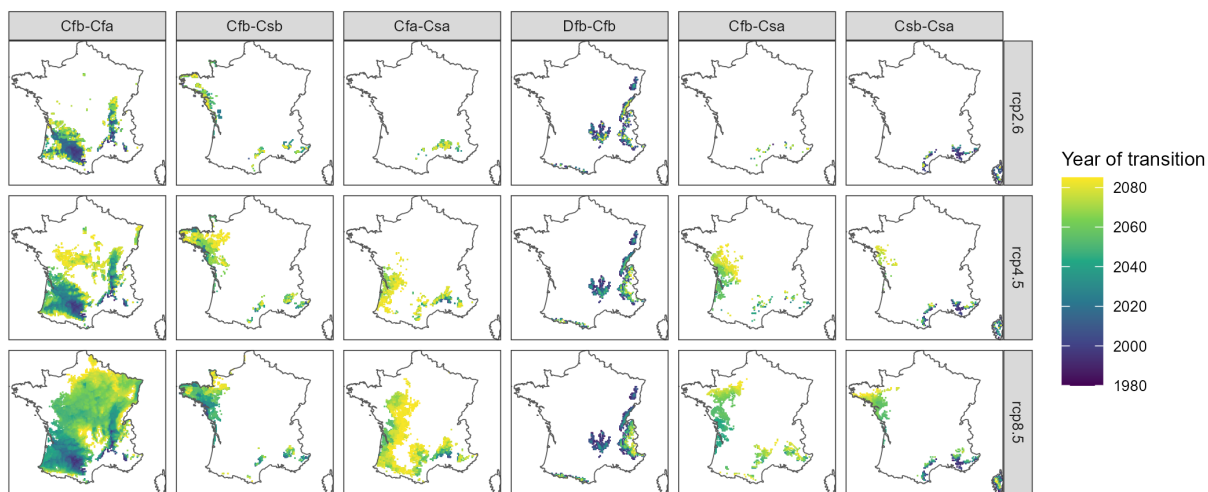 Cfb-Cfa Cfb-Csb Cfa-Csa Dfb-Cfb Cfb-Csa Csb-Csa
rcp2.6
rcp4.5
rcp8.5
Year of transition
2080
2060
2040
2020
2000
1980